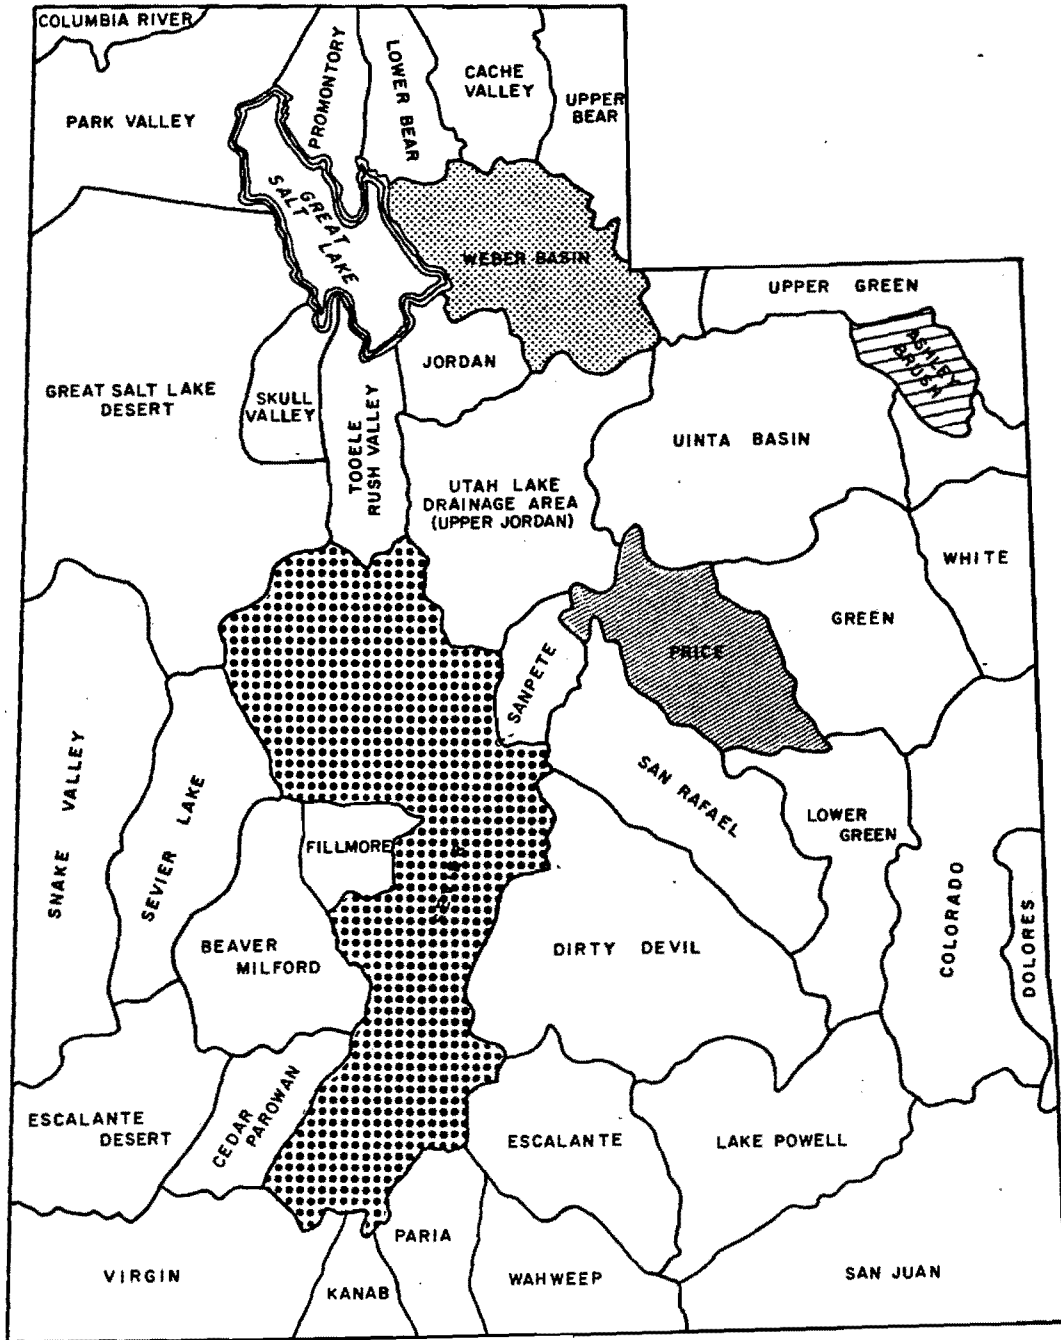 COLUMBIA RIVER
PARK VALLEY
PROMONTORY
LOWER BEAR
CACHE
VALLEY
UPPER
BEAR
GREAT
SALT
LAKE
WEBER BASIN
UPPER GREEN
ASHLEY
BRUSH
JORDAN
GREAT SALT LAKE
DESERT
SKULL
VALLEY
TOOELE
RUSH VALLEY
UINTA BASIN
UTAH LAKE
DRAINAGE AREA
(UPPER JORDAN)
WHITE
GREEN
PRICE
SANPETE
SNAKE VALLEY
SEVIER LAKE
SAN RAFAEL
LOWER
GREEN
FILLMORE
BEAVER
MILFORD
DIRTY DEVIL
COLORADO
DOLORES
ESCALANTE
DESERT
CEDAR
PAROWAN
ESCALANTE
LAKE POWELL
PARIA
VIRGIN
KANAB
WAHWEEP
SAN JUAN